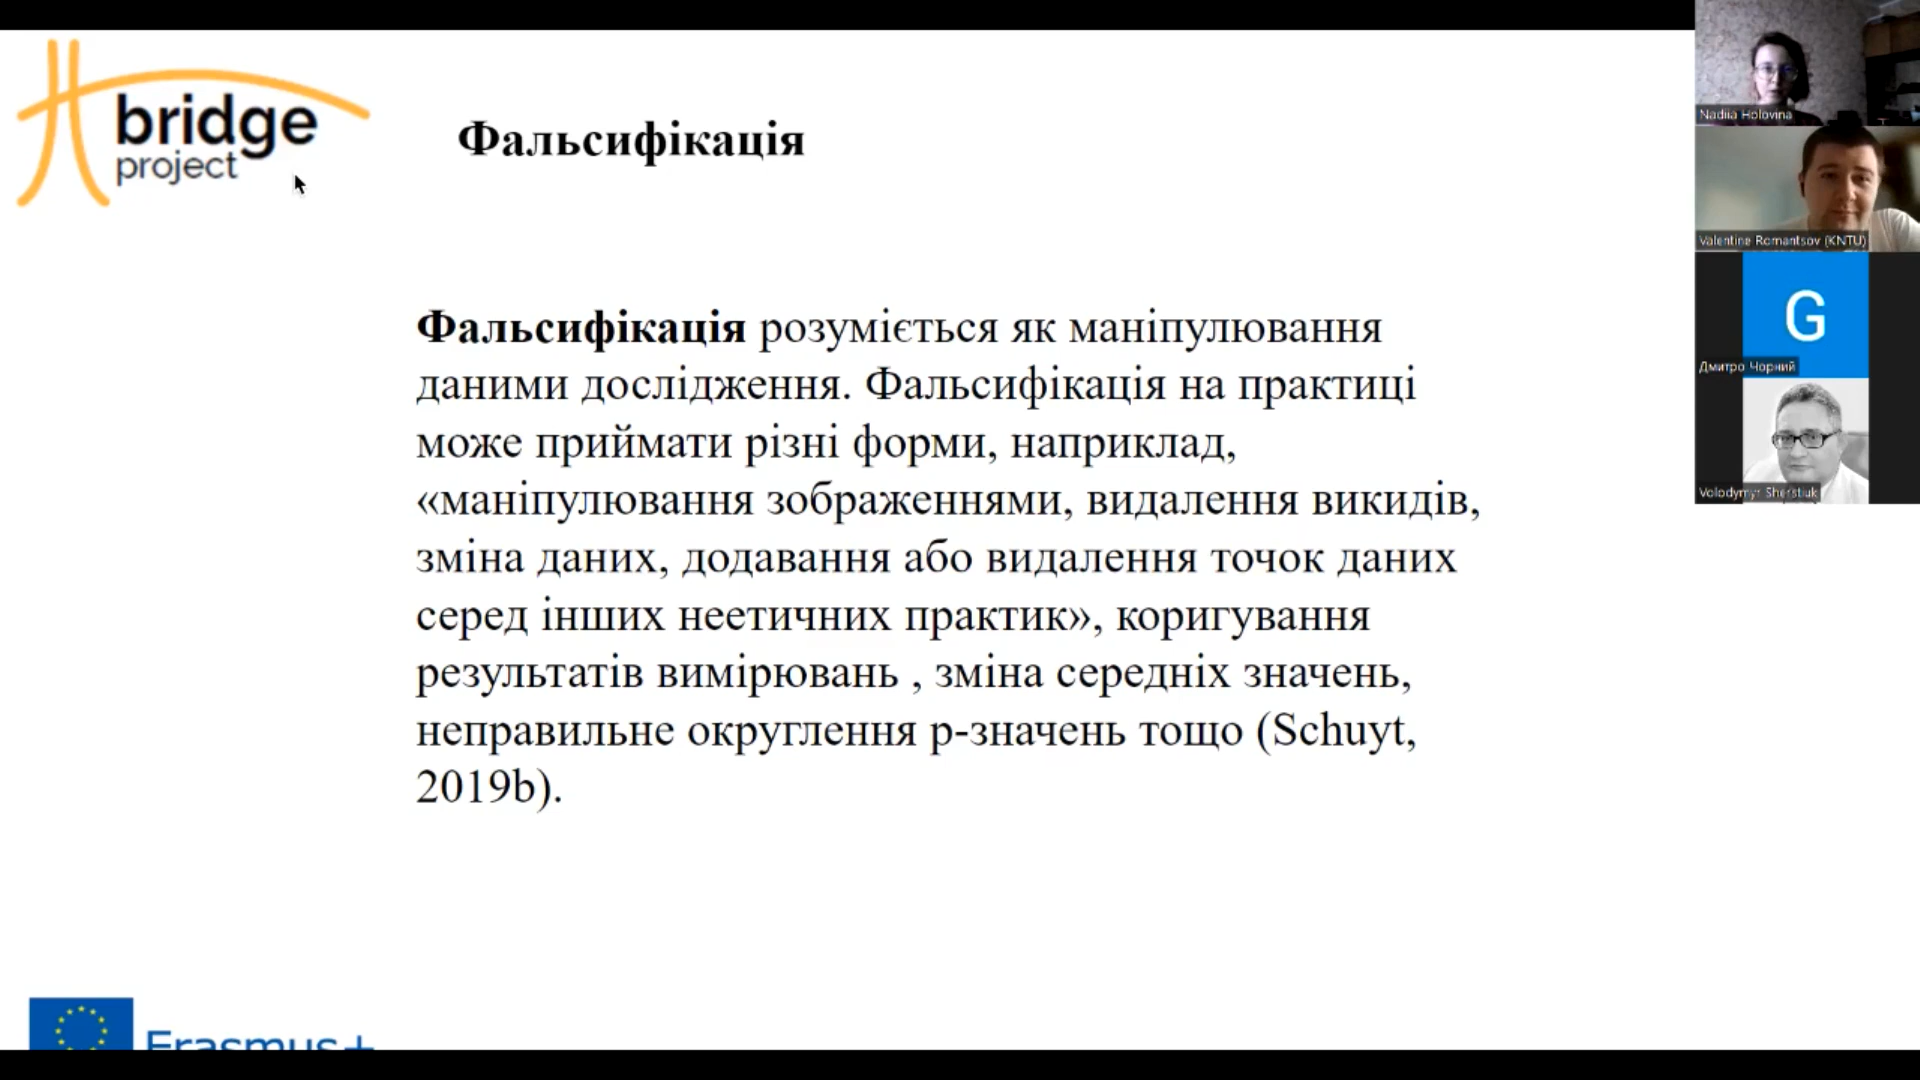 bridge
project
Фальсифікація
Фальсифікація розуміється як маніпулювання
даними дослідження. Фальсифікація на практиці
може приймати різні форми, наприклад,
«маніпулювання зображеннями, видалення викидів,
зміна даних, додавання або видалення точок даних
серед інших неетичних практик», коригування
результатів вимірювань , зміна середніх значень,
неправильне округлення р-значень тощо (Schuyt,
2019b).
Erasmus+
Nadiia Holovina
Valentine Romantsov (KNTU)
G
Дмитро Чорний
Volodymyr Sherstiuk